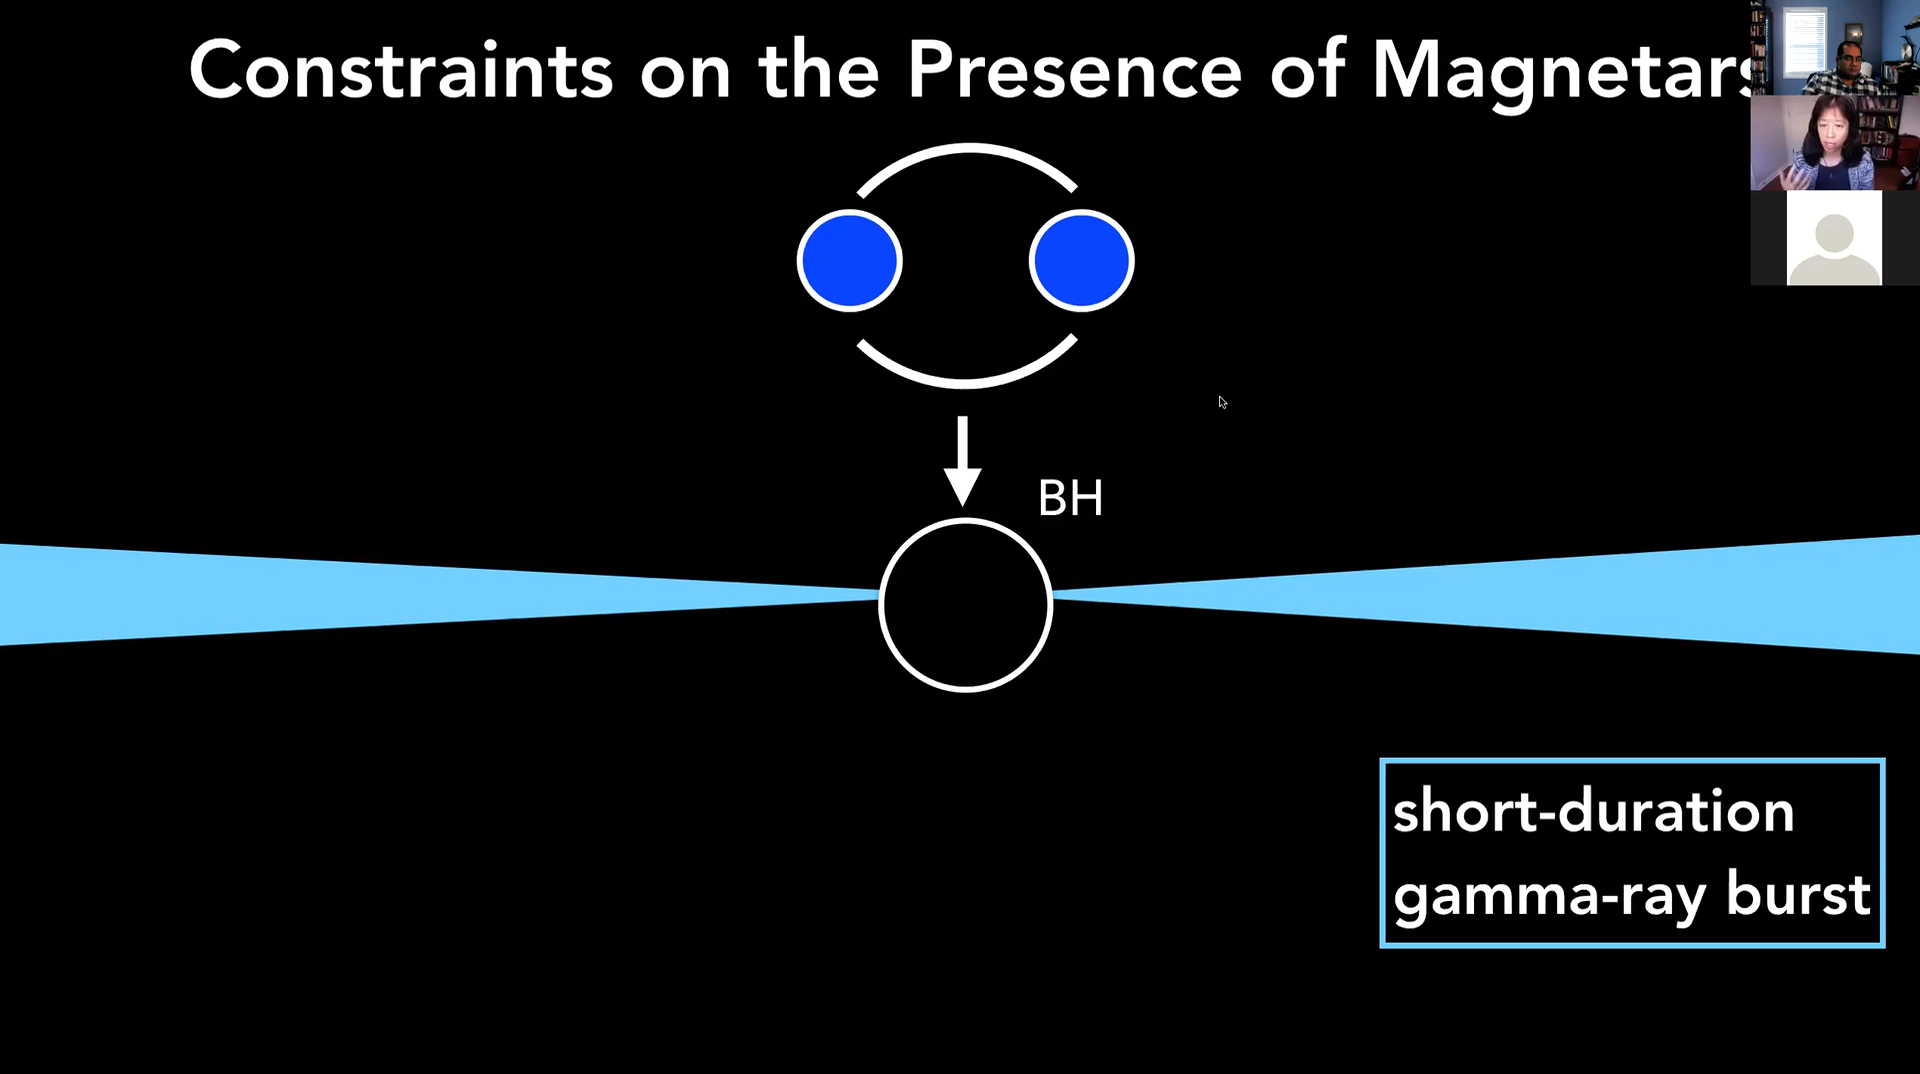 Constraints on the Presence of Magnetars
BH
short-duration
gamma-ray burst